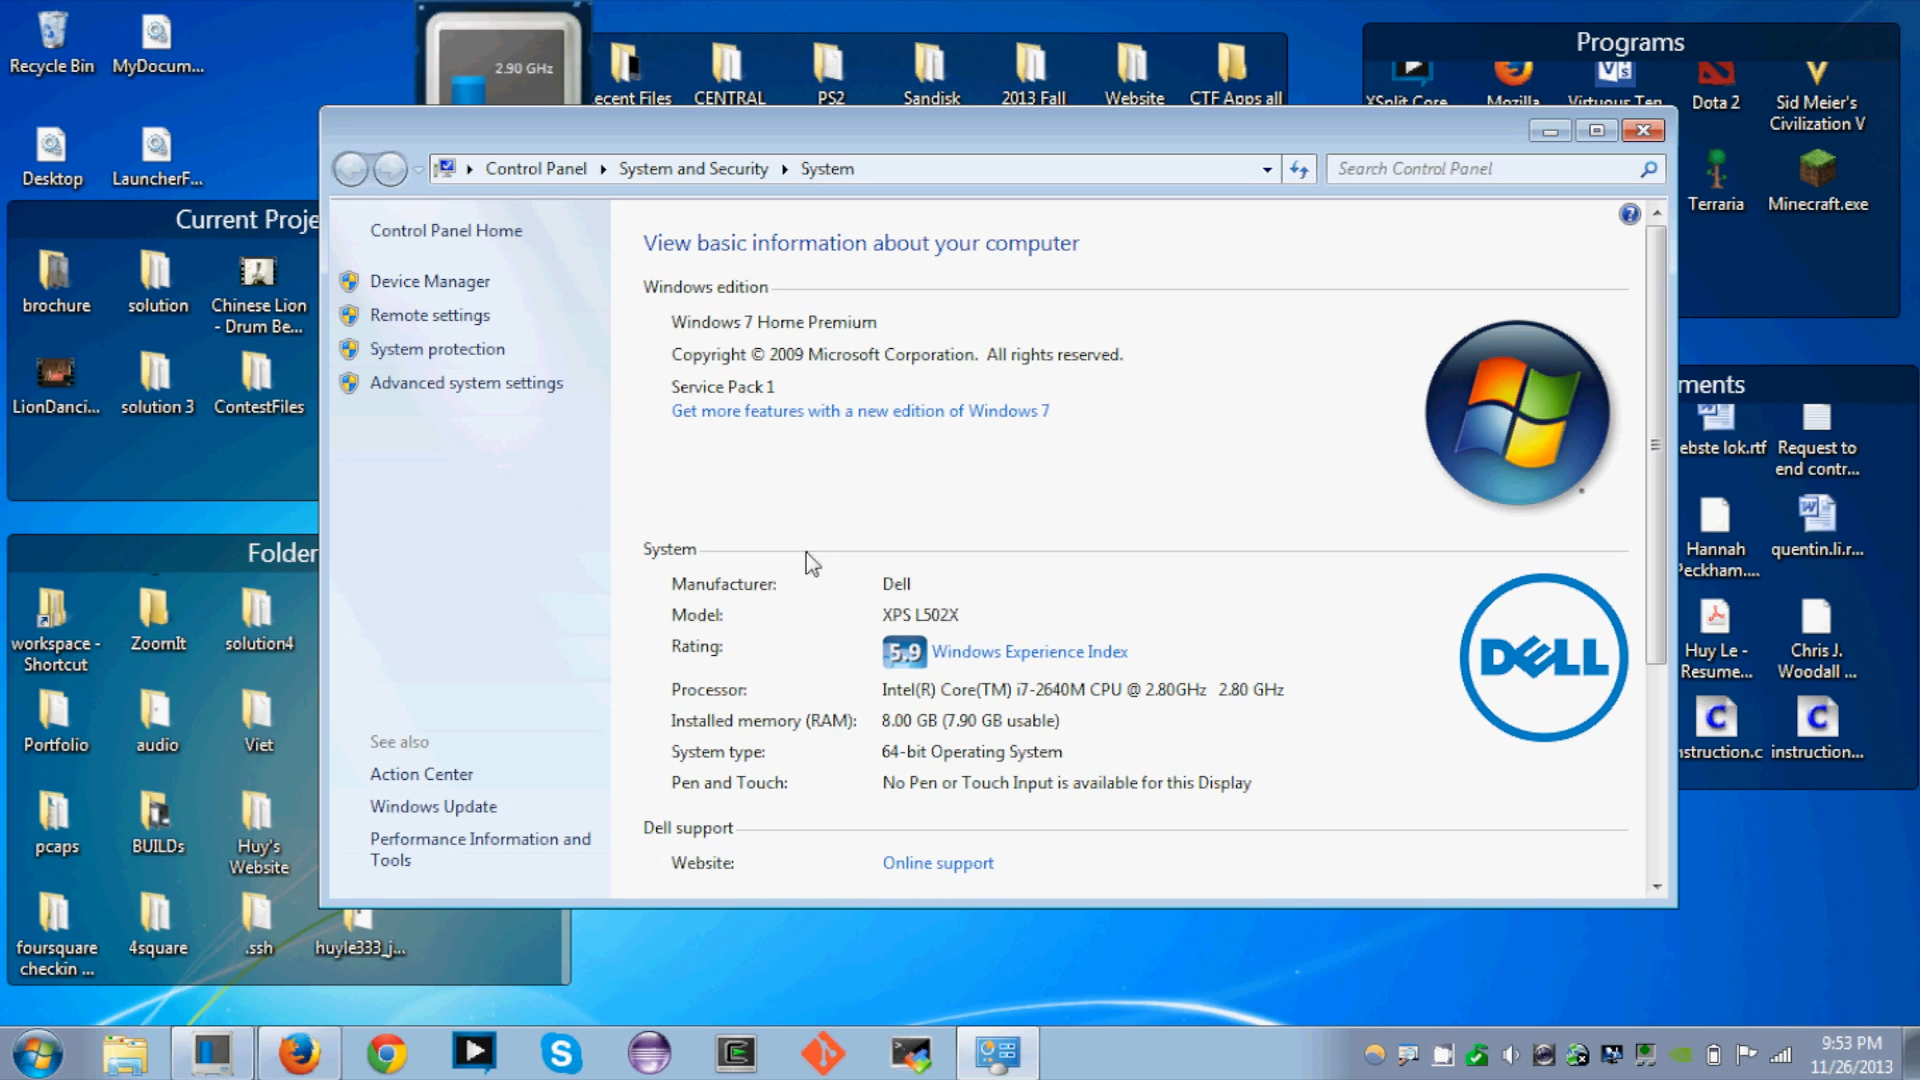 Recycle Bin
MyDocum...
Desktop
LauncherF...
2.90 GHz
ecent Files
CENTRAL
PS2
Sandisk
2013 Fall
Website
CTF Apps all
Programs
XSplit Core
Mozilla
Virtuous Ten
Dota 2
Sid Meier's
Civilization V
Terraria
Minecraft.exe
Current Proje
brochure
solution
Chinese Lion
- Drum Be...
LionDanci...
solution 3
ContestFiles
Folder
workspace -
Shortcut
ZoomIt
solution4
Portfolio
audio
Viet
pcaps
BUILDs
Huy's
Website
foursquare
checkin ...
4square
.ssh
huyle333_j...
Control Panel
System and Security
System
Search Control Panel
Control Panel Home
Device Manager
Remote settings
System protection
Advanced system settings
See also
Action Center
Windows Update
Performance Information and
Tools
View basic information about your computer
Windows edition
Windows 7 Home Premium
Copyright © 2009 Microsoft Corporation. All rights reserved.
Service Pack 1
Get more features with a new edition of Windows 7
System
Manufacturer: Dell
Model: XPS L502X
Rating: 5.9 Windows Experience Index
Processor: Intel(R) Core(TM) i7-2640M CPU @ 2.80GHz 2.80 GHz
Installed memory (RAM): 8.00 GB (7.90 GB usable)
System type: 64-bit Operating System
Pen and Touch: No Pen or Touch Input is available for this Display
DELL
Dell support
Website: Online support
ments
ebste lok.rtf
Request to
end contr...
Hannah
Peckham....
quentin.li.r...
Huy Le -
Resume...
Chris J.
Woodall ...
nstruction.c
instruction...
9:53 PM
11/26/2013